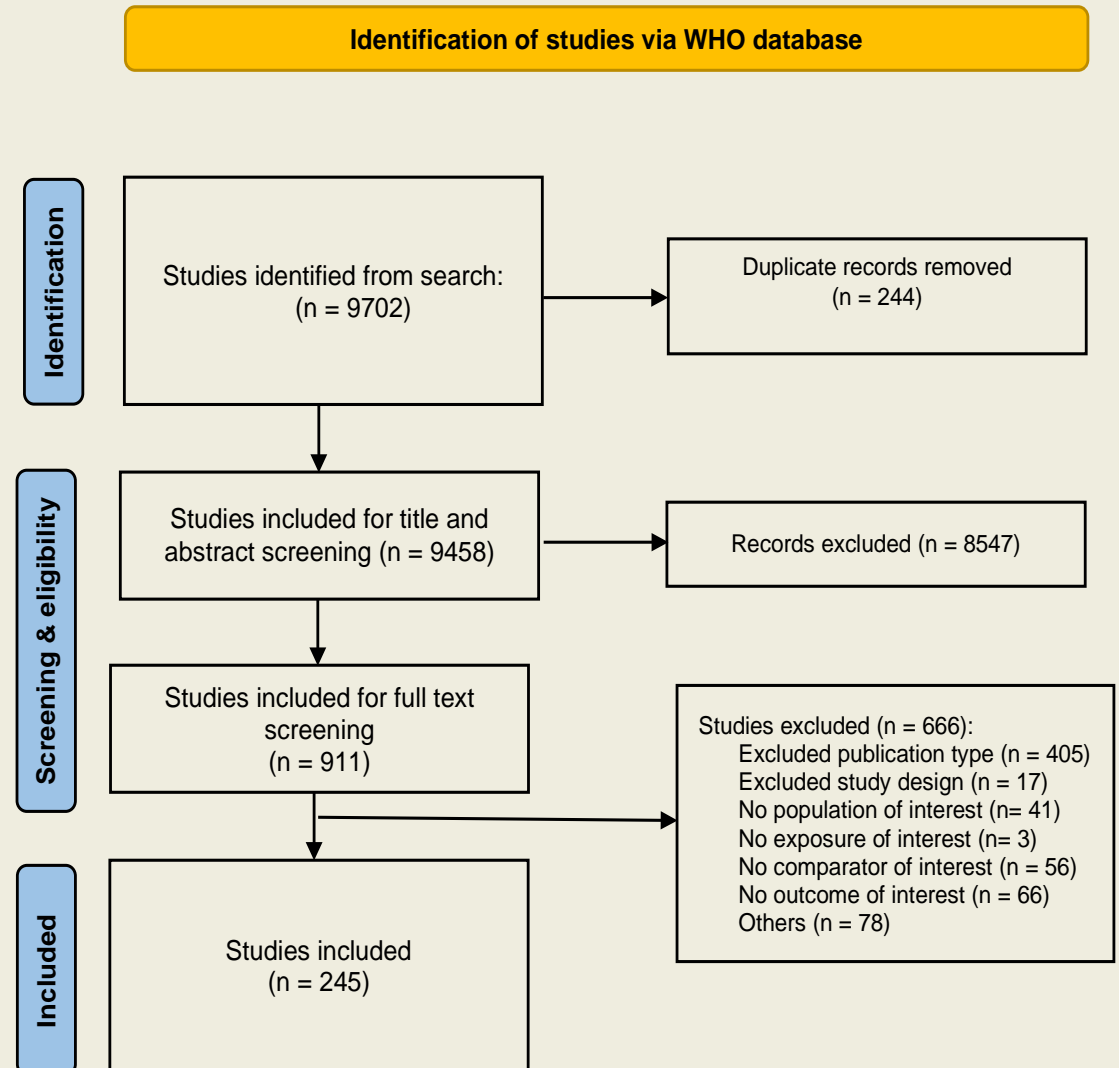 Identification of studies via WHO database
Identification
Studies identified from search:
(n = 9702)
Duplicate records removed
(n = 244)
Screening & eligibility
Studies included for title and
abstract screening (n = 9458)
Records excluded (n = 8547)
Studies included for full text
screening
(n = 911)
Studies excluded (n = 666):
Excluded publication type (n = 405)
Excluded study design (n = 17)
No population of interest (n= 41)
No exposure of interest (n= 3)
No comparator of interest (n = 56)
No outcome of interest (n = 66)
Others (n = 78)
Included
Studies included
(n = 245)